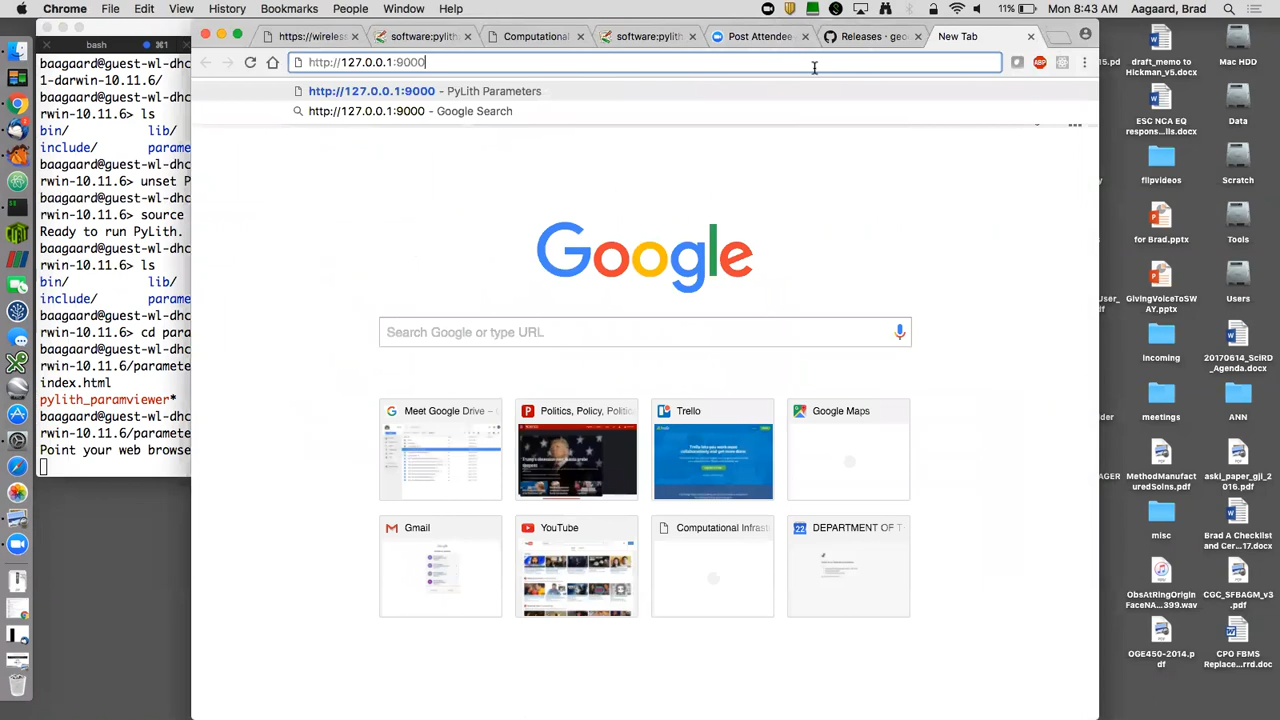 Chrome File Edit View History Bookmarks People Window Help
11% Mon 8:43 AM Aagaard, Brad
bash
⌘1
baagaard@guest-wl-dhc
1-darwin-10.11.6/
rwin-10.11.6> ls
bin/ lib/
include/ parame
baagaard@guest-wl-dhc
rwin-10.11.6> unset P
baagaard@guest-wl-dhc
rwin-10.11.6> source
Ready to run PyLith.
baagaard@guest-wl-dhc
rwin-10.11.6> ls
bin/ lib/
include/ parame
baagaard@guest-wl-dhc
rwin-10.11.6> cd para
baagaard@guest-wl-dhc
rwin-10.11.6/paramete
index.html
pylith_paramviewer*
baagaard@guest-wl-dhc
rwin-10.11.6/paramete
Point your web browse
https://wireles
software:pylit
Computational
software:pylith
Post Attendee
Releases · g
New Tab
http://127.0.0.1:9000
ABP
http://127.0.0.1:9000 - PyLith Parameters
http://127.0.0.1:9000 - Google Search
Google
Search Google or type URL
Meet Google Drive –
Politics, Policy, Politic
Trello
Google Maps
Gmail
YouTube
Computational Infrast
DEPARTMENT OF T
15.pd
draft_memo to
Hickman_v5.docx
Mac HDD
ESC NCA EQ
respons...lls.docx
Data
flipvideos
Scratch
for Brad.pptx
Tools
User_
GivingVoiceToSW
AY.pptx
Users
incoming
20170614_SciRD
_Agenda.docx
lder
meetings
ANN
AGER
MethodManufac
turedSolns.pdf
aski_paper_gji_2
016.pdf
misc
Brad A Checklist
and Cer...17.docx
ObsAtRingOrigin
FaceNA...399.wav
CGC_SFBAGM_v3
.pdf
OGE450-2014.p
df
CPO FBMS
Replace...rrd.doc